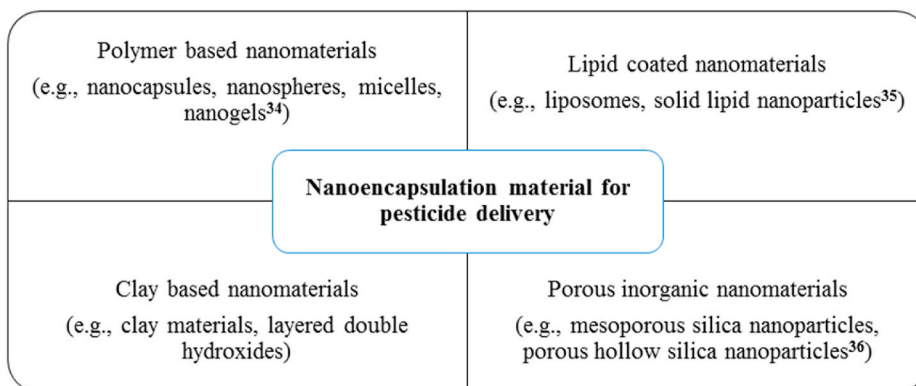 Polymer based nanomaterials
(e.g., nanocapsules, nanospheres, micelles,
nanogels³⁴)
Lipid coated nanomaterials
(e.g., liposomes, solid lipid nanoparticles³⁵)
Nanoencapsulation material for
pesticide delivery
Clay based nanomaterials
(e.g., clay materials, layered double
hydroxides)
Porous inorganic nanomaterials
(e.g., mesoporous silica nanoparticles,
porous hollow silica nanoparticles³⁶)